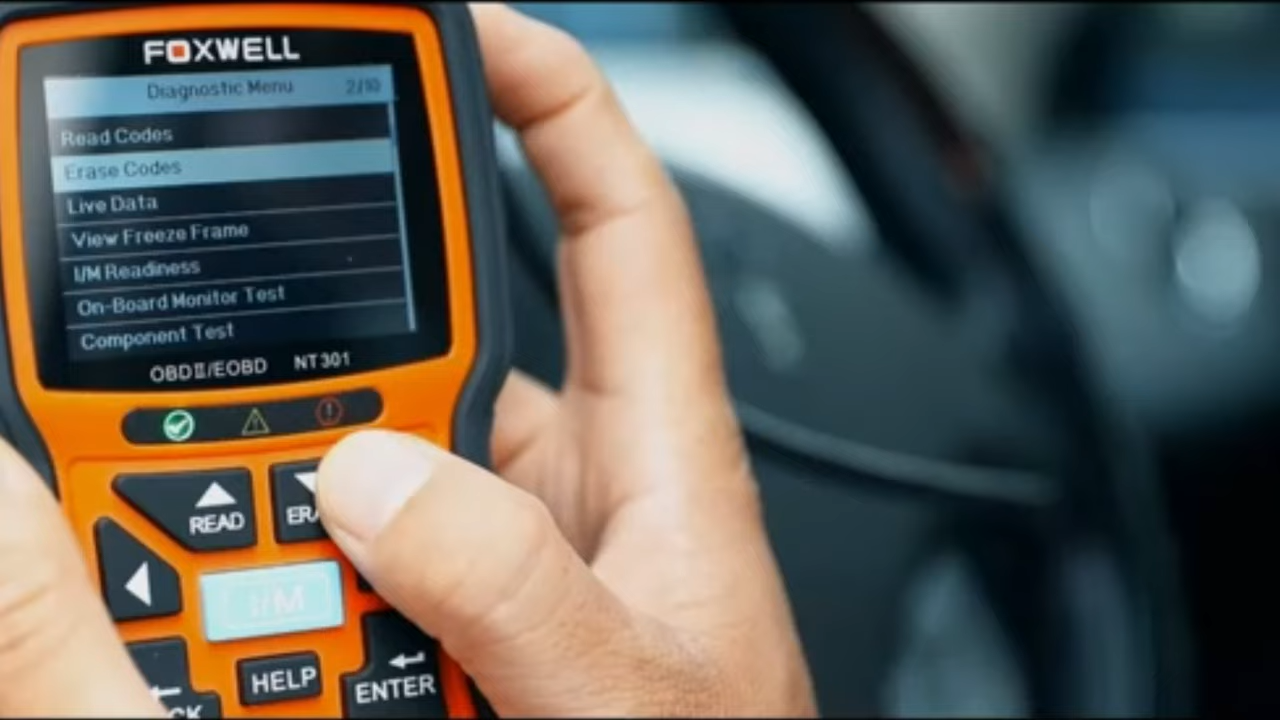 FOXWELL
Diagnostic Menu 2/10
Read Codes
Erase Codes
Live Data
View Freeze Frame
I/M Readiness
On-Board Monitor Test
Component Test
OBDII/EOBD NT301
READ
I/M
HELP
ENTER